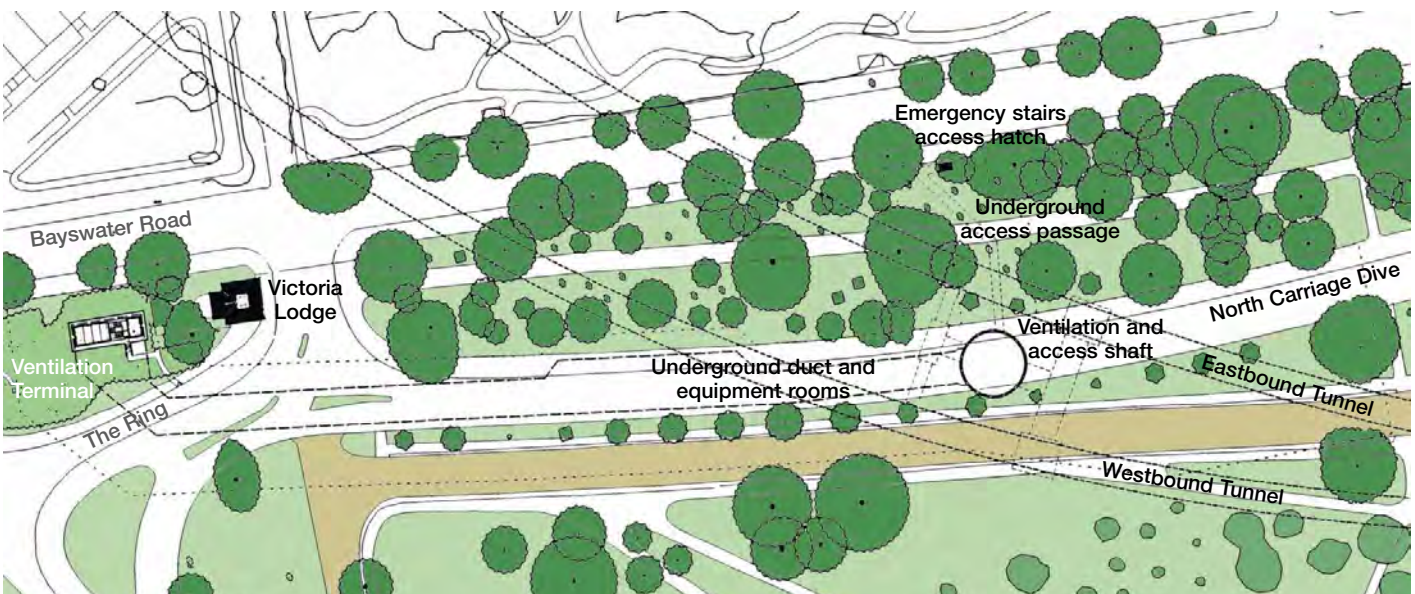 Emergency stairs
access hatch
Underground
access passage
Bayswater Road
Victoria
Lodge
North Carriage Dive
Ventilation and
access shaft
Ventilation
Terminal
Underground duct and
equipment rooms
Eastbound Tunnel
The Ring
Westbound Tunnel